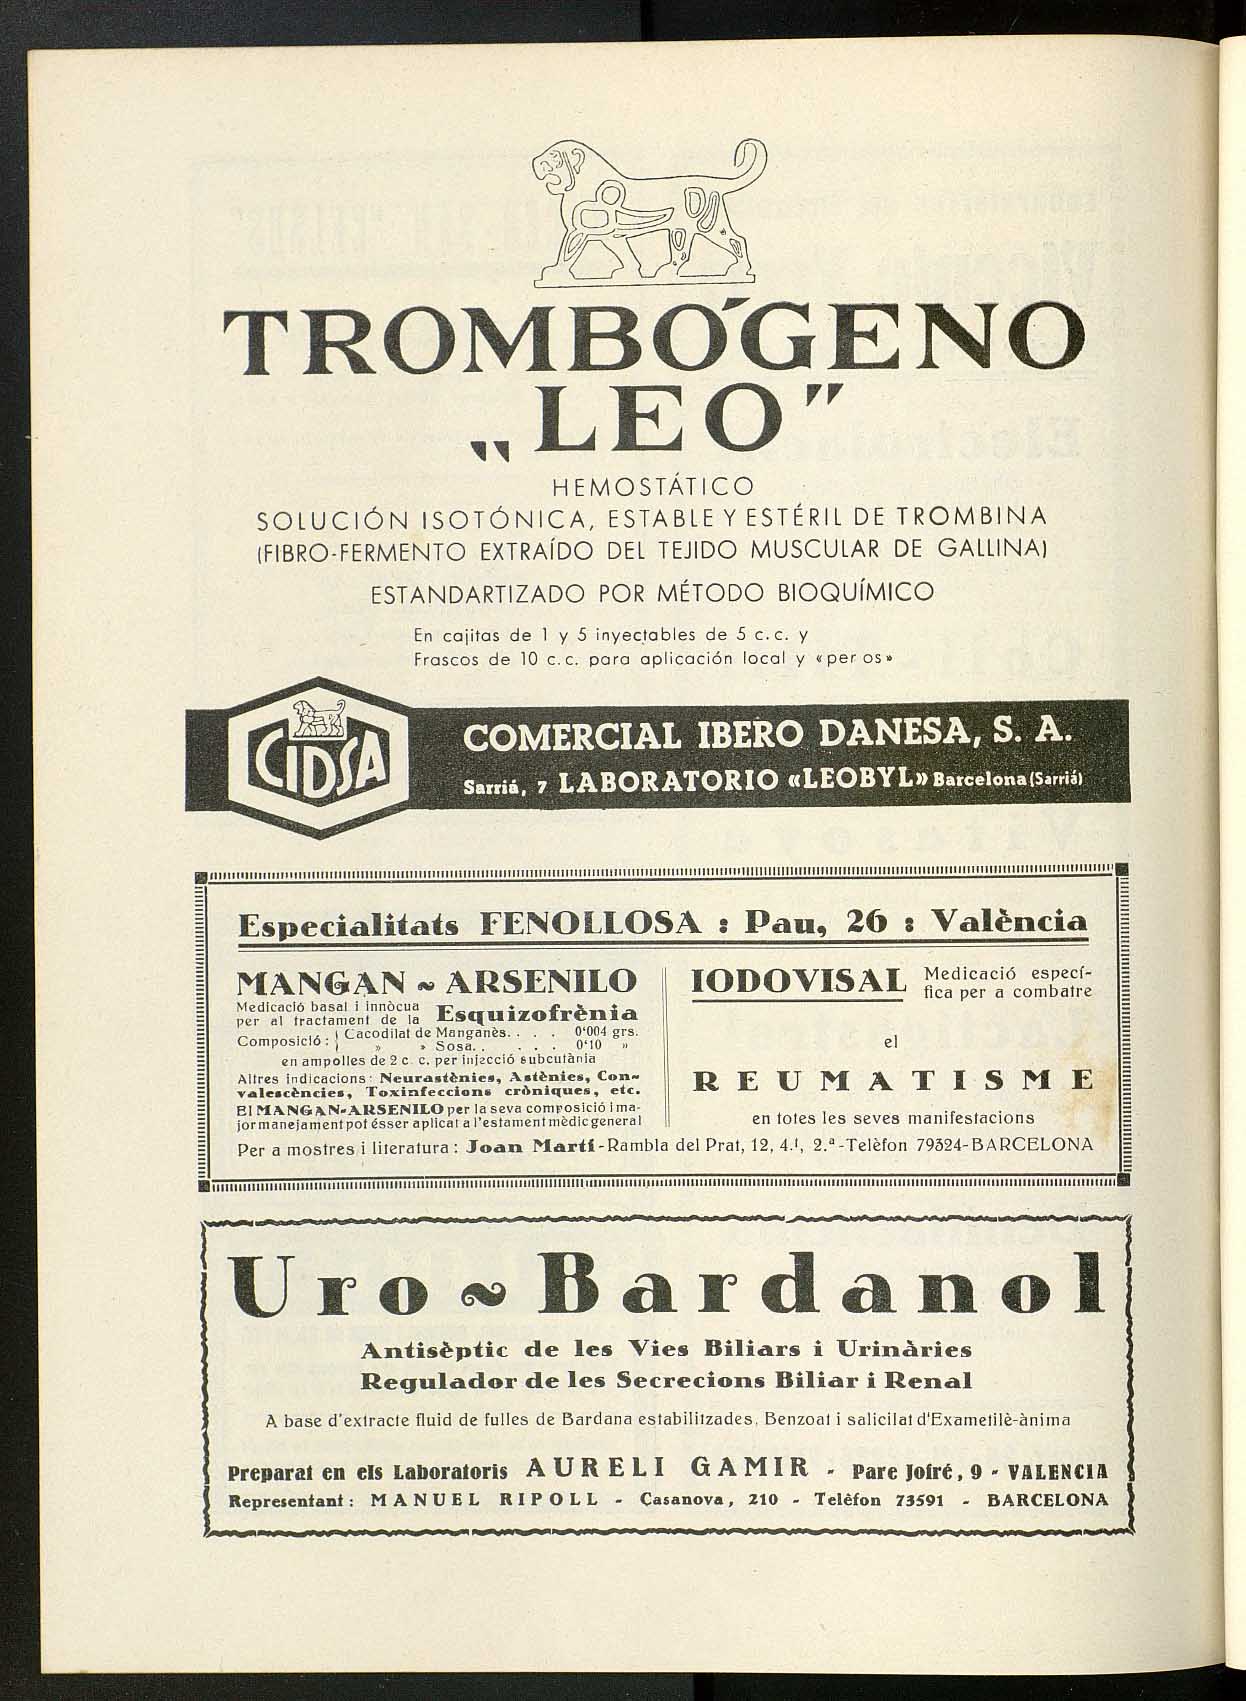 TROMBÓGENO
„LEO"
HEMOSTÁTICO
SOLUCIÓN ISOTÓNICA, ESTABLE Y ESTÉRIL DE TROMBINA
(FIBRO-FERMENTO EXTRAÍDO DEL TEJIDO MUSCULAR DE GALLINA)
ESTANDARTIZADO POR MÉTODO BIOQUÍMICO
En cajitas de 1 y 5 inyectables de 5 c. c. y
Frascos de 10 c. c. para aplicación local y «per os»
CIDSA
COMERCIAL IBERO DANESA, S. A.
Sarriá, 7 LABORATORIO «LEOBYL» Barcelona (Sarriá)
Especialitats FENOLLOSA : Pau, 26 : València
MANGAN ~ ARSENILO
Medicació basal i innòcua
per al tractament de la Esquizofrènia
Composició : { Cacodilat de Manganès. . . . 0'004 grs.
» » Sosa. . . . . . 0'10 »
en ampolles de 2 c. c. per injecció subcutània
Altres indicacions: Neurastènies, Astènies, Con-
valescències, Toxinfeccions cròniques, etc.
El MANGAN-ARSENILO per la seva composició i ma-
jor manejament pot ésser aplicat a l'estament mèdic general
IODOVISAL Medicació especí-
fica per a combatre
el
REUMATISME
en totes les seves manifestacions
Per a mostres i literatura : Joan Martí - Rambla del Prat, 12, 4.t, 2.ª - Telèfon 79324 - BARCELONA
Uro ~ Bardanol
Antisèptic de les Vies Biliars i Urinàries
Regulador de les Secrecions Biliar i Renal
A base d'extracte fluid de fulles de Bardana estabilitzades, Benzoat i salicilat d'Exametilè-ànima
Preparat en els Laboratoris AURELI GAMIR - Pare Jofré, 9 - VALENCIA
Representant : MANUEL RIPOLL - Casanova, 210 - Telèfon 73591 - BARCELONA